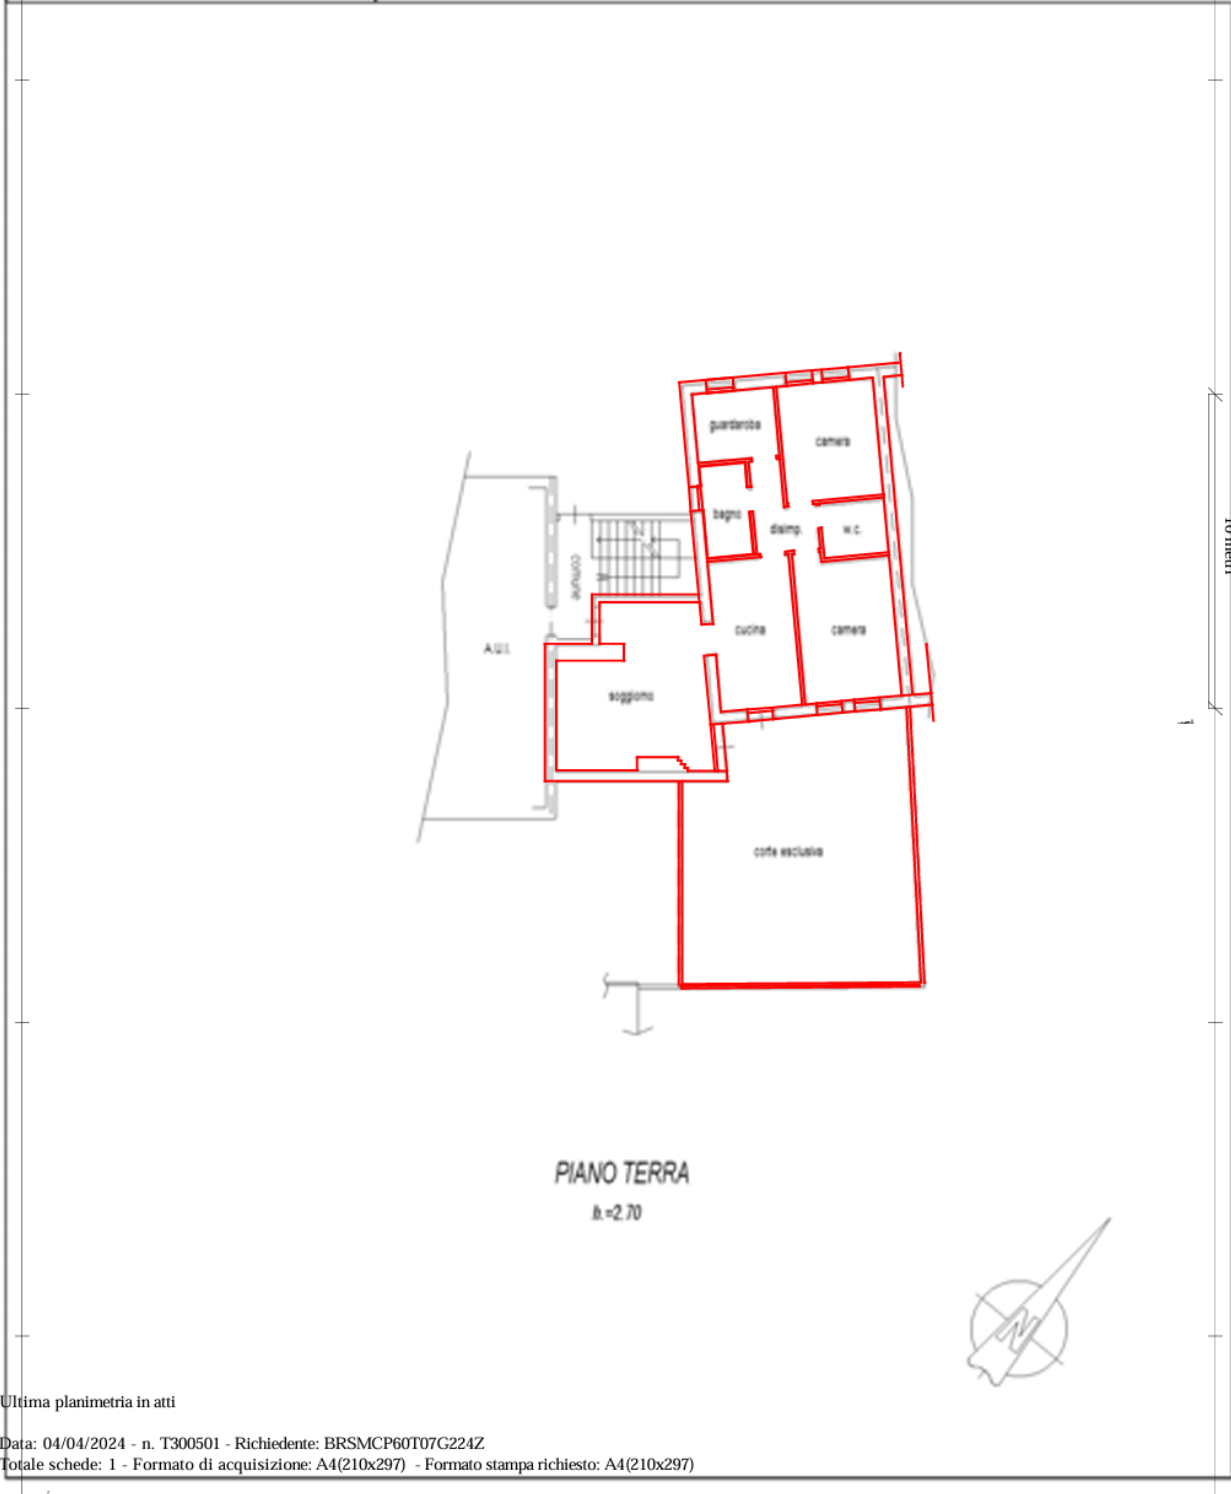 guardaroba
camera
bagno
disimp.
w.c.
comune
cucina
camera
A.U.I.
soggiorno
corte esclusiva
10 metri
PIANO TERRA
h.=2.70
N
Ultima planimetria in atti
Data: 04/04/2024 - n. T300501 - Richiedente: BRSMCP60T07G224Z
Totale schede: 1 - Formato di acquisizione: A4(210x297) - Formato stampa richiesto: A4(210x297)